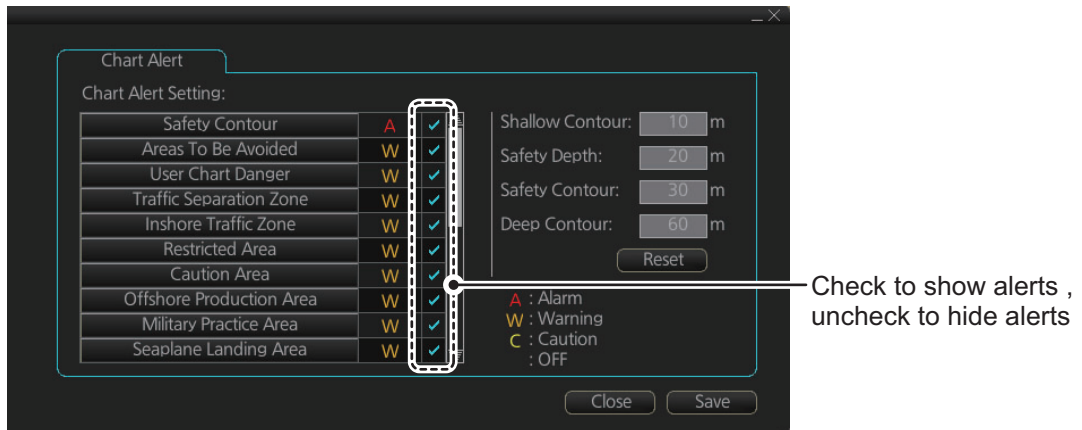 Chart Alert
Chart Alert Setting:
Safety Contour A ✓
Areas To Be Avoided W ✓
User Chart Danger W ✓
Traffic Separation Zone W ✓
Inshore Traffic Zone W ✓
Restricted Area W ✓
Caution Area W ✓
Offshore Production Area W ✓
Military Practice Area W ✓
Seaplane Landing Area W ✓
Shallow Contour: 10 m
Safety Depth: 20 m
Safety Contour: 30 m
Deep Contour: 60 m
Reset
A : Alarm
W : Warning
C : Caution
: OFF
Close Save
Check to show alerts ,
uncheck to hide alerts